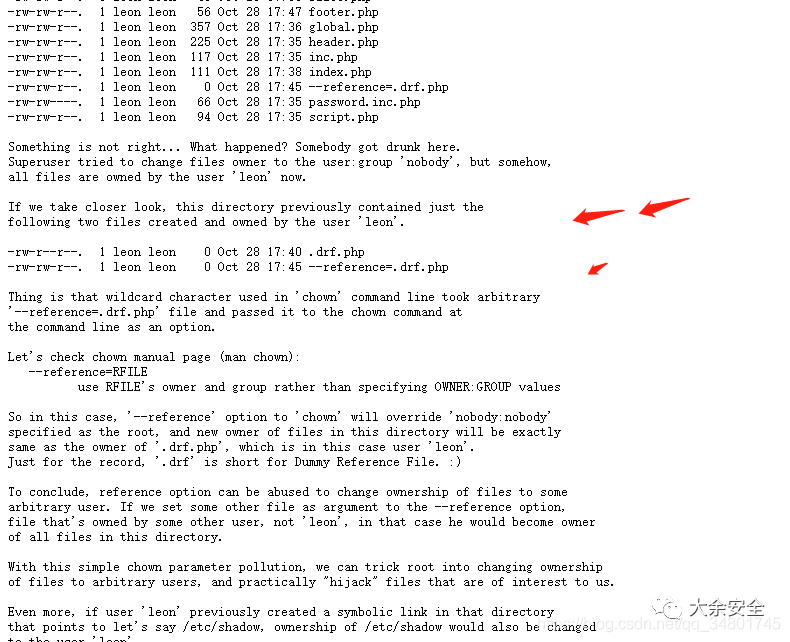 -rw-rw-r--. 1 leon leon 56 Oct 28 17:47 footer.php
-rw-rw-r--. 1 leon leon 357 Oct 28 17:36 global.php
-rw-rw-r--. 1 leon leon 225 Oct 28 17:35 header.php
-rw-rw-r--. 1 leon leon 117 Oct 28 17:35 inc.php
-rw-rw-r--. 1 leon leon 111 Oct 28 17:38 index.php
-rw-rw-r--. 1 leon leon 0 Oct 28 17:45 --reference=.drf.php
-rw-rw----. 1 leon leon 66 Oct 28 17:35 password.inc.php
-rw-rw-r--. 1 leon leon 94 Oct 28 17:35 script.php
Something is not right... What happened? Somebody got drunk here.
Superuser tried to change files owner to the user:group 'nobody', but somehow,
all files are owned by the user 'leon' now.
If we take closer look, this directory previously contained just the
following two files created and owned by the user 'leon'.
-rw-r--r--. 1 leon leon 0 Oct 28 17:40 .drf.php
-rw-rw-r--. 1 leon leon 0 Oct 28 17:45 --reference=.drf.php
Thing is that wildcard character used in 'chown' command line took arbitrary
'--reference=.drf.php' file and passed it to the chown command at
the command line as an option.
Let's check chown manual page (man chown):
--reference=RFILE
use RFILE's owner and group rather than specifying OWNER:GROUP values
So in this case, '--reference' option to 'chown' will override 'nobody:nobody'
specified as the root, and new owner of files in this directory will be exactly
same as the owner of '.drf.php', which is in this case user 'leon'.
Just for the record, '.drf' is short for Dummy Reference File. :)
To conclude, reference option can be abused to change ownership of files to some
arbitrary user. If we set some other file as argument to the --reference option,
file that's owned by some other user, not 'leon', in that case he would become owner
of all files in this directory.
With this simple chown parameter pollution, we can trick root into changing ownership
of files to arbitrary users, and practically "hijack" files that are of interest to us.
Even more, if user 'leon' previously created a symbolic link in that directory
that points to let's say /etc/shadow, ownership of /etc/shadow would also be changed
to the user 'leon'
大余安全
https://blog.csdn.net/qq_34801745